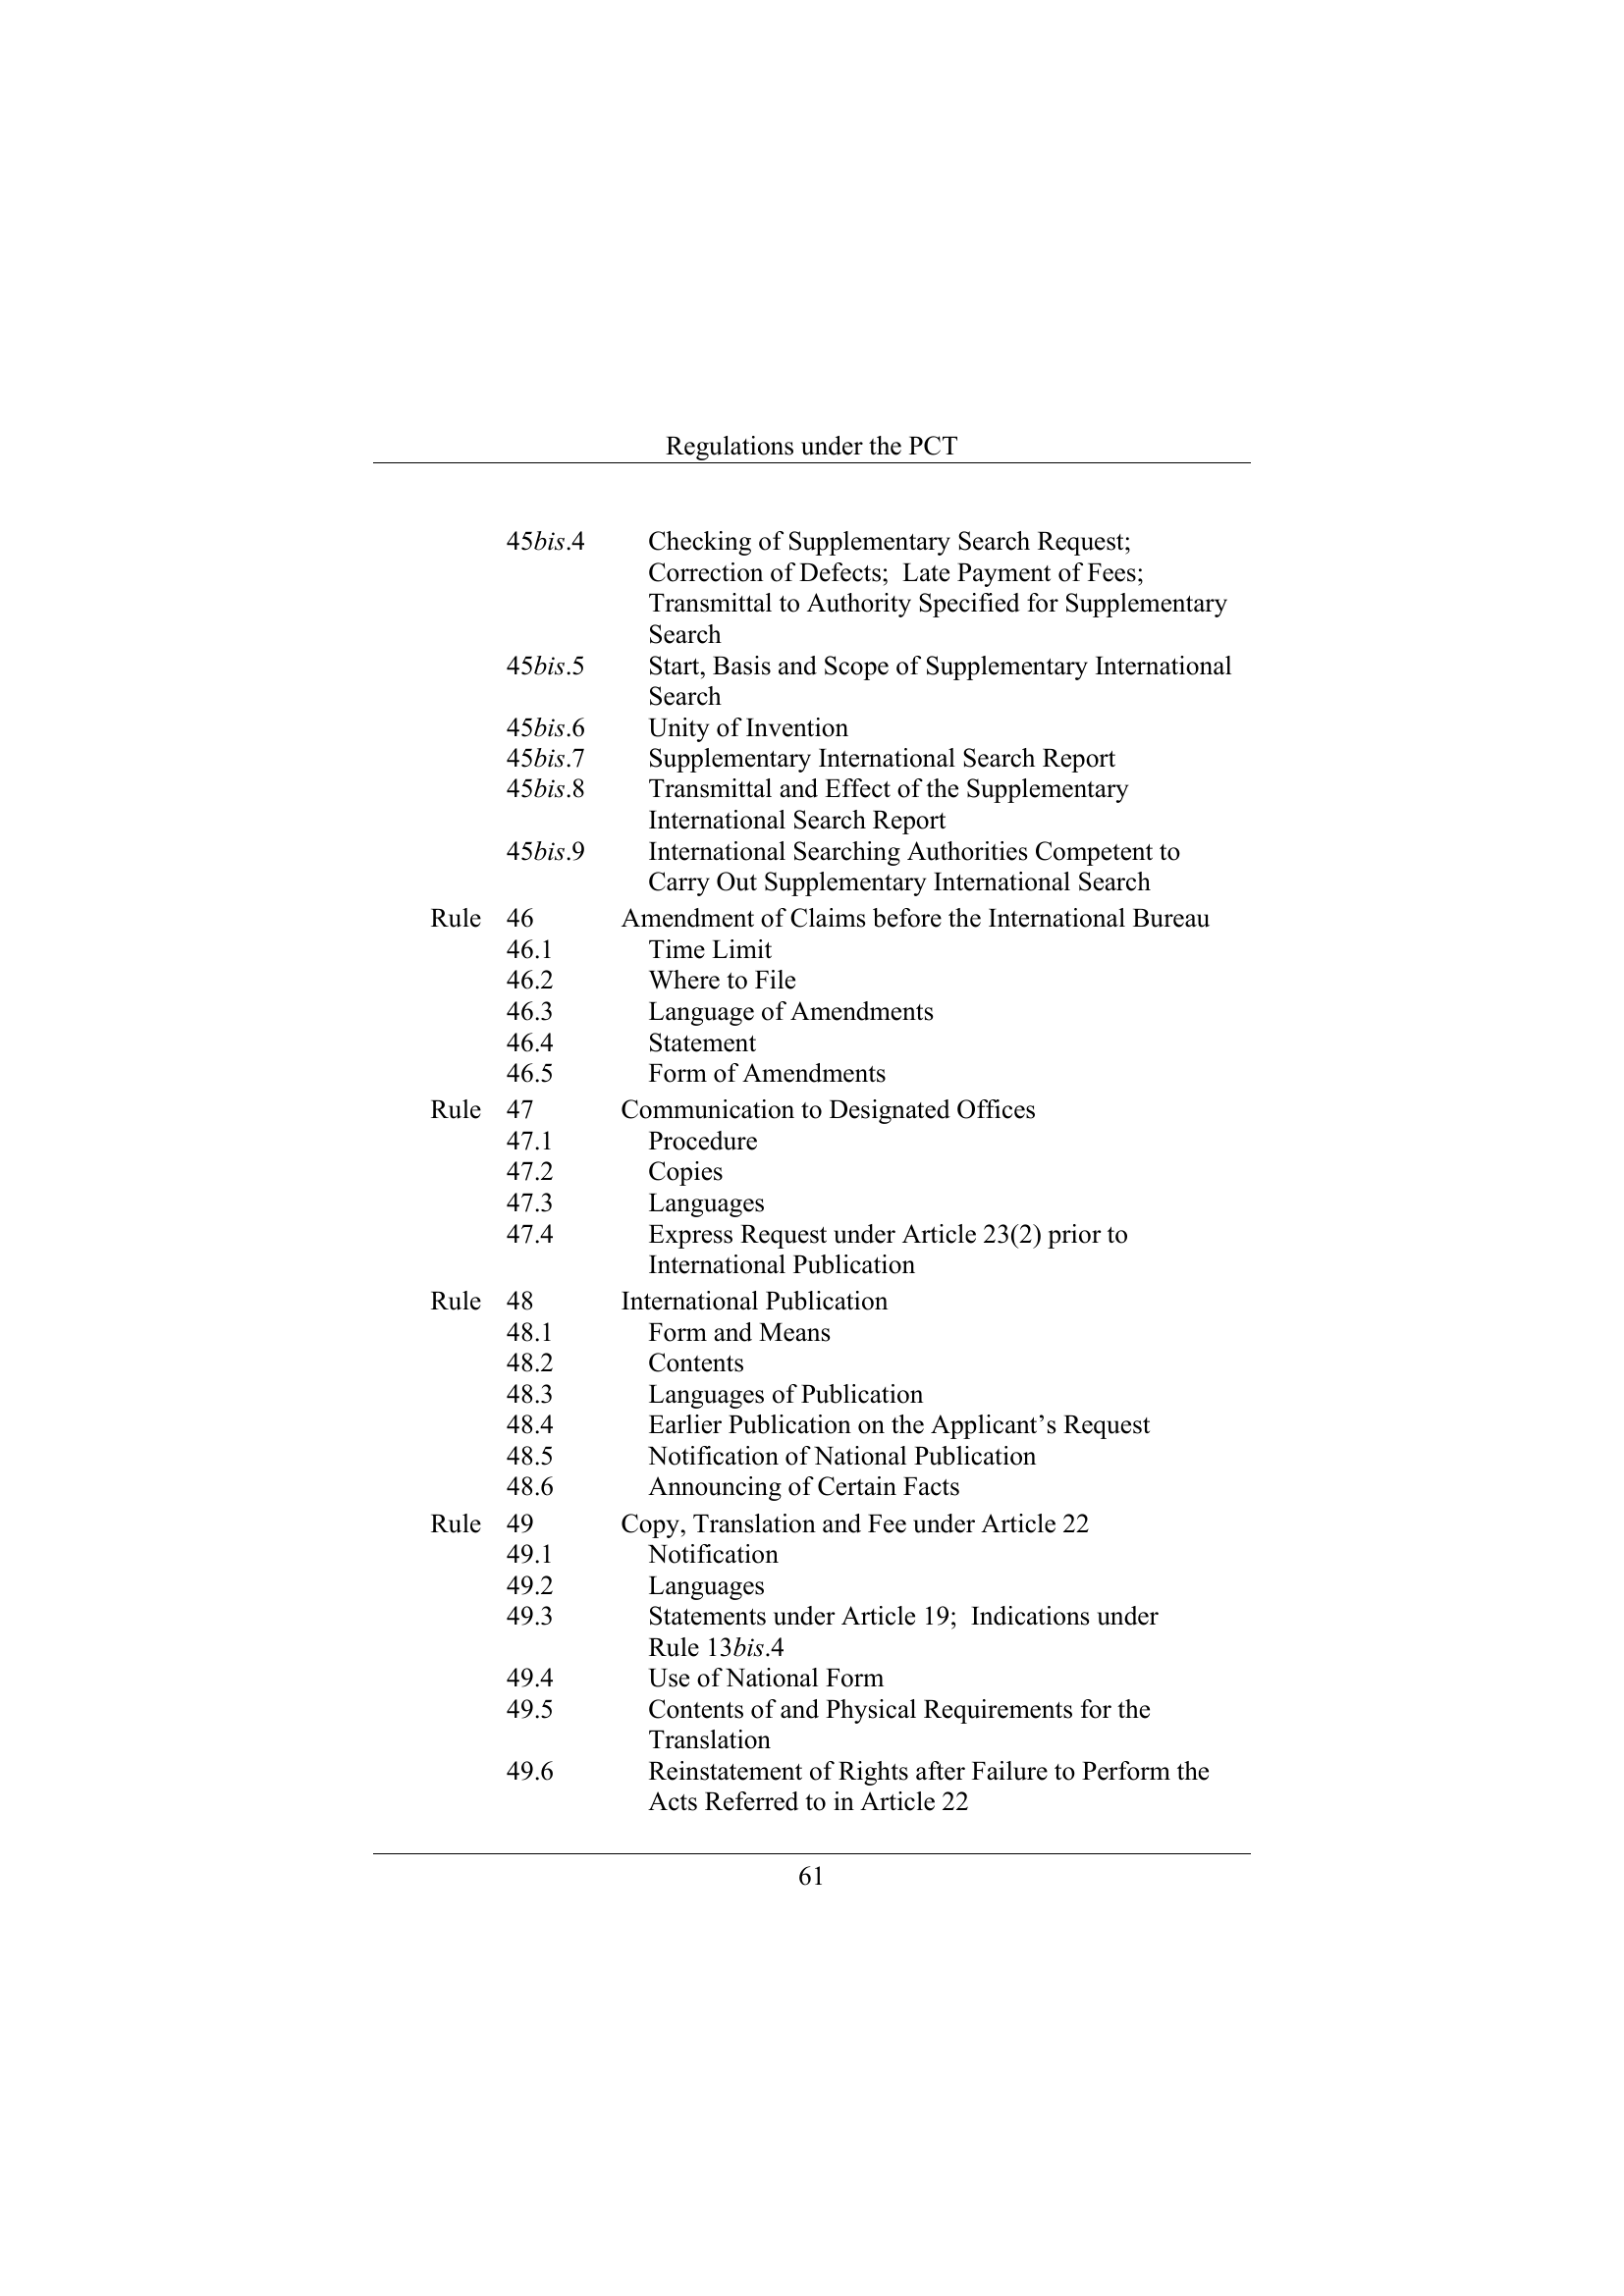 Regulations under the PCT
45bis.4 Checking of Supplementary Search Request;
Correction of Defects;  Late Payment of Fees;
Transmittal to Authority Specified for Supplementary
Search
45bis.5 Start, Basis and Scope of Supplementary International
Search
45bis.6 Unity of Invention
45bis.7 Supplementary International Search Report
45bis.8 Transmittal and Effect of the Supplementary
International Search Report
45bis.9 International Searching Authorities Competent to
Carry Out Supplementary International Search
Rule 46 Amendment of Claims before the International Bureau
46.1 Time Limit
46.2 Where to File
46.3 Language of Amendments
46.4 Statement
46.5 Form of Amendments
Rule 47 Communication to Designated Offices
47.1 Procedure
47.2 Copies
47.3 Languages
47.4 Express Request under Article 23(2) prior to
International Publication
Rule 48 International Publication
48.1 Form and Means
48.2 Contents
48.3 Languages of Publication
48.4 Earlier Publication on the Applicant’s Request
48.5 Notification of National Publication
48.6 Announcing of Certain Facts
Rule 49 Copy, Translation and Fee under Article 22
49.1 Notification
49.2 Languages
49.3 Statements under Article 19;  Indications under
Rule 13bis.4
49.4 Use of National Form
49.5 Contents of and Physical Requirements for the
Translation
49.6 Reinstatement of Rights after Failure to Perform the
Acts Referred to in Article 22
61